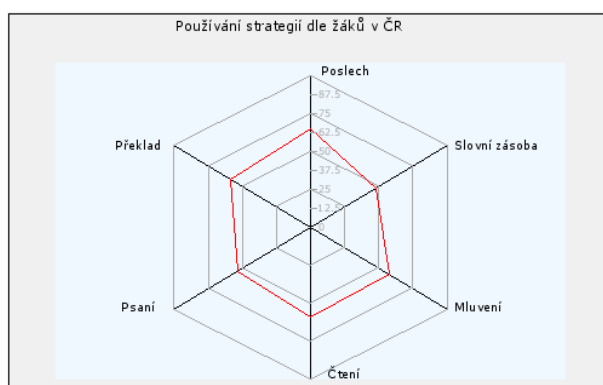 Používání strategií dle žáků v ČR
Poslech
87.5
75
62.5
50
37.5
25
12.5
0
Překlad
Slovní zásoba
Psaní
Mluvení
Čtení